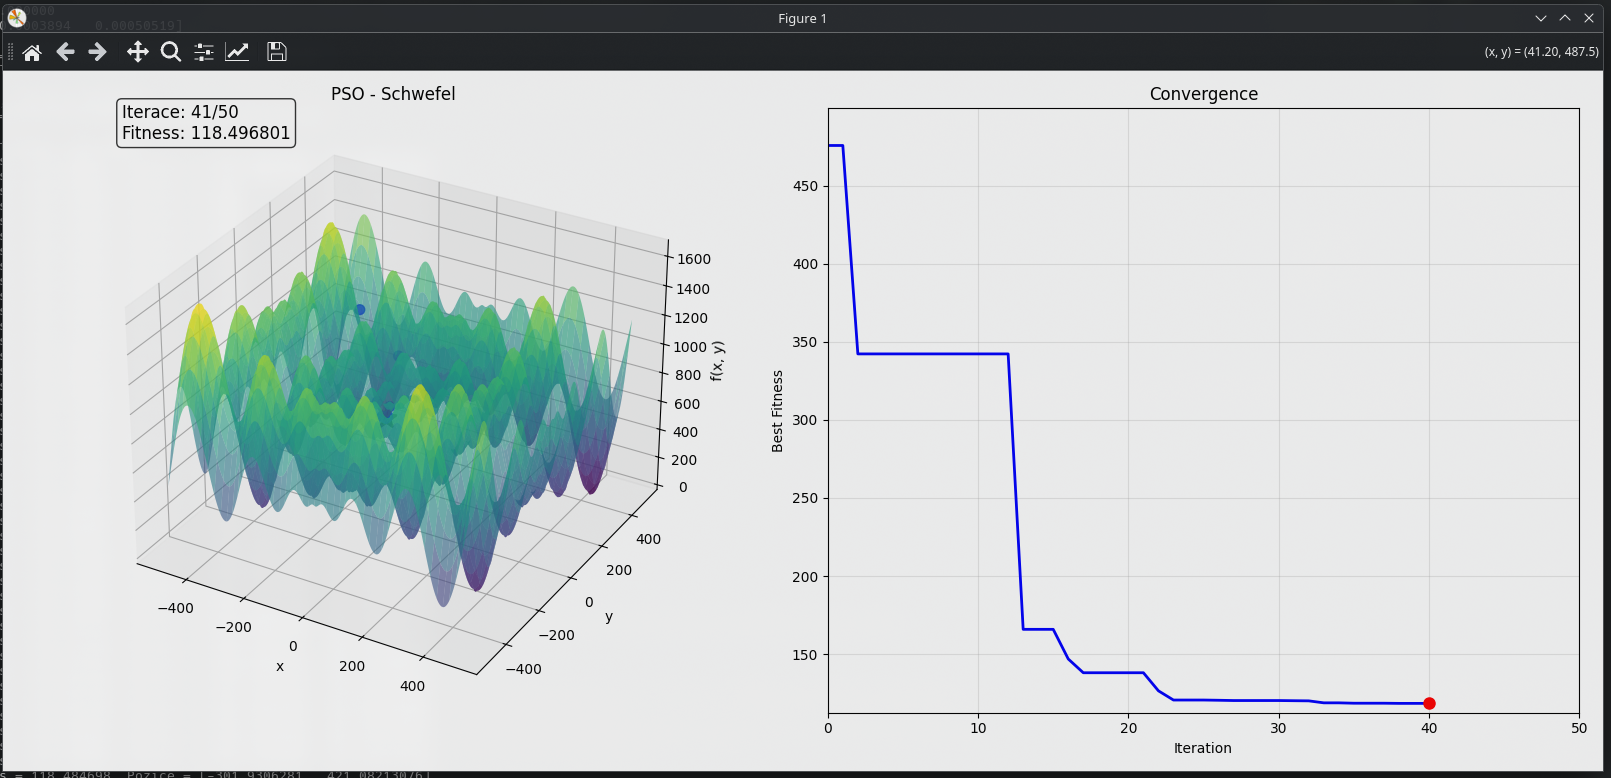 Figure 1
(x, y) = (41.20, 487.5)
PSO - Schwefel
Iterace: 41/50
Fitness: 118.496801
1600
1400
1200
1000
800
600
400
200
0
f(x, y)
−400
−200
0
200
400
x
−400
−200
0
200
400
y
Convergence
450
400
350
300
250
200
150
Best Fitness
0
10
20
30
40
50
Iteration
0.00050519]
= 118.484698 Pozice = [-301.9306281 421.08213076]